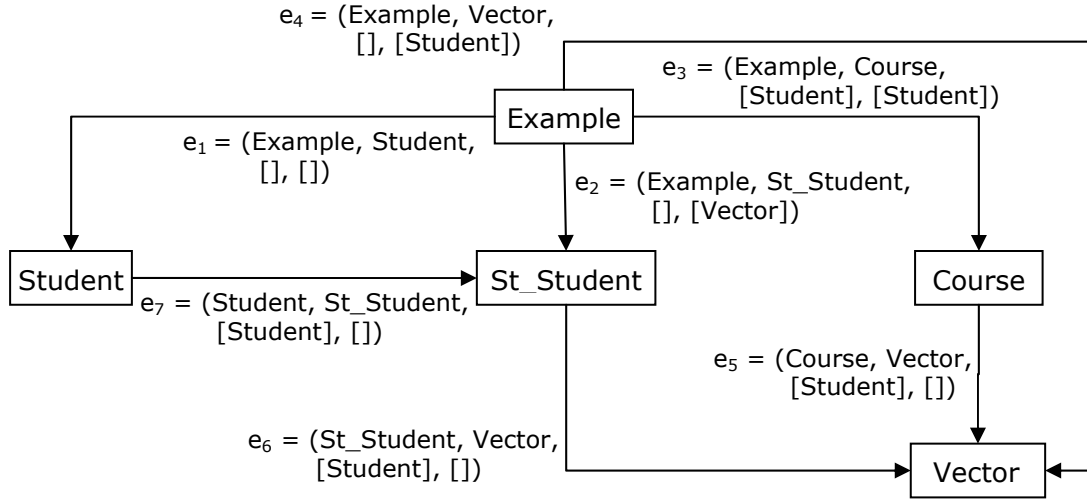 e₄ = (Example, Vector,
[], [Student])
e₃ = (Example, Course,
[Student], [Student])
Example
e₁ = (Example, Student,
[], [])
e₂ = (Example, St_Student,
[], [Vector])
Student
St_Student
Course
e₇ = (Student, St_Student,
[Student], [])
e₅ = (Course, Vector,
[Student], [])
e₆ = (St_Student, Vector,
[Student], [])
Vector